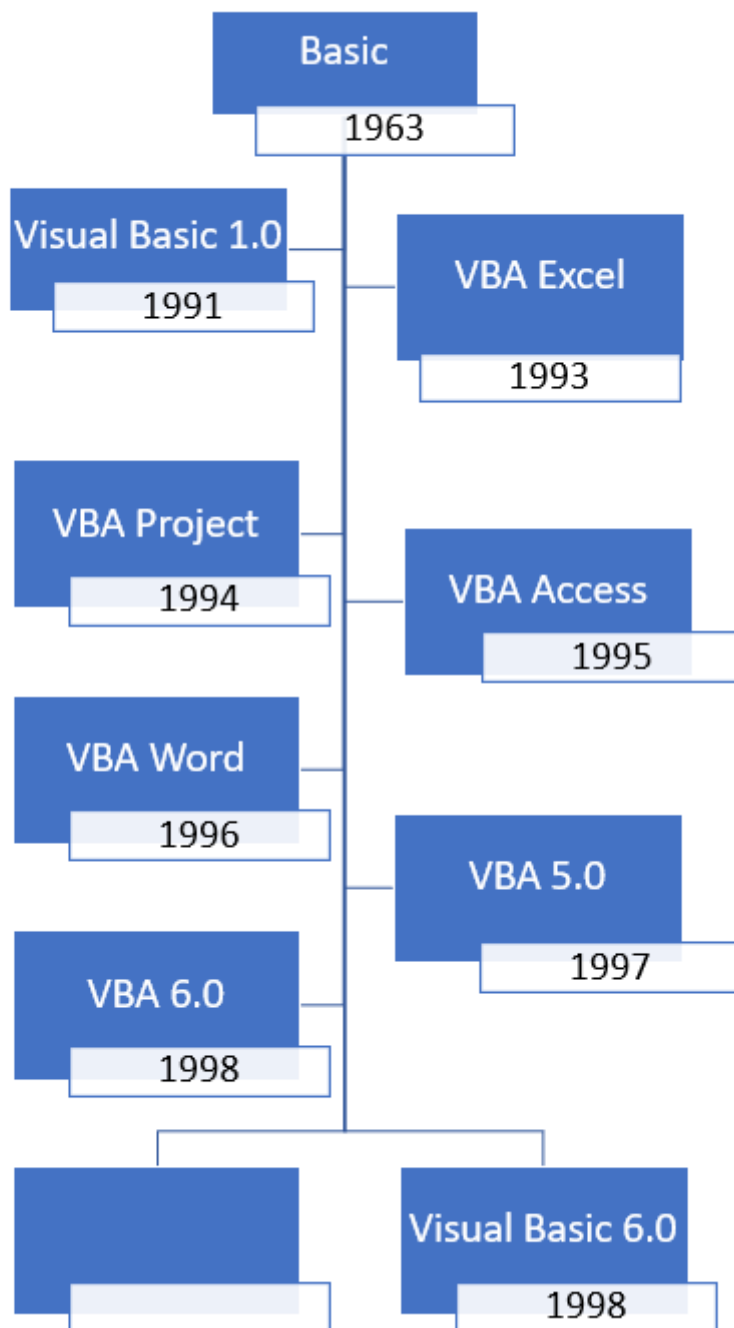 Basic
1963
Visual Basic 1.0
1991
VBA Excel
1993
VBA Project
1994
VBA Access
1995
VBA Word
1996
VBA 5.0
1997
VBA 6.0
1998
Visual Basic 6.0
1998